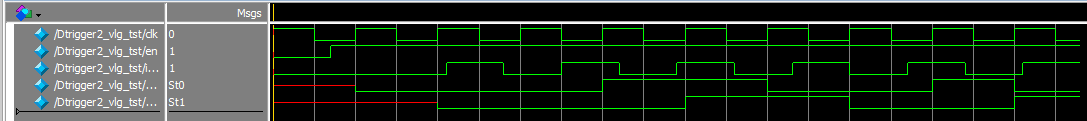 Msgs
/Dtrigger2_vlg_tst/clk 0
/Dtrigger2_vlg_tst/en 1
/Dtrigger2_vlg_tst/i... 1
/Dtrigger2_vlg_tst/... St0
/Dtrigger2_vlg_tst/... St1